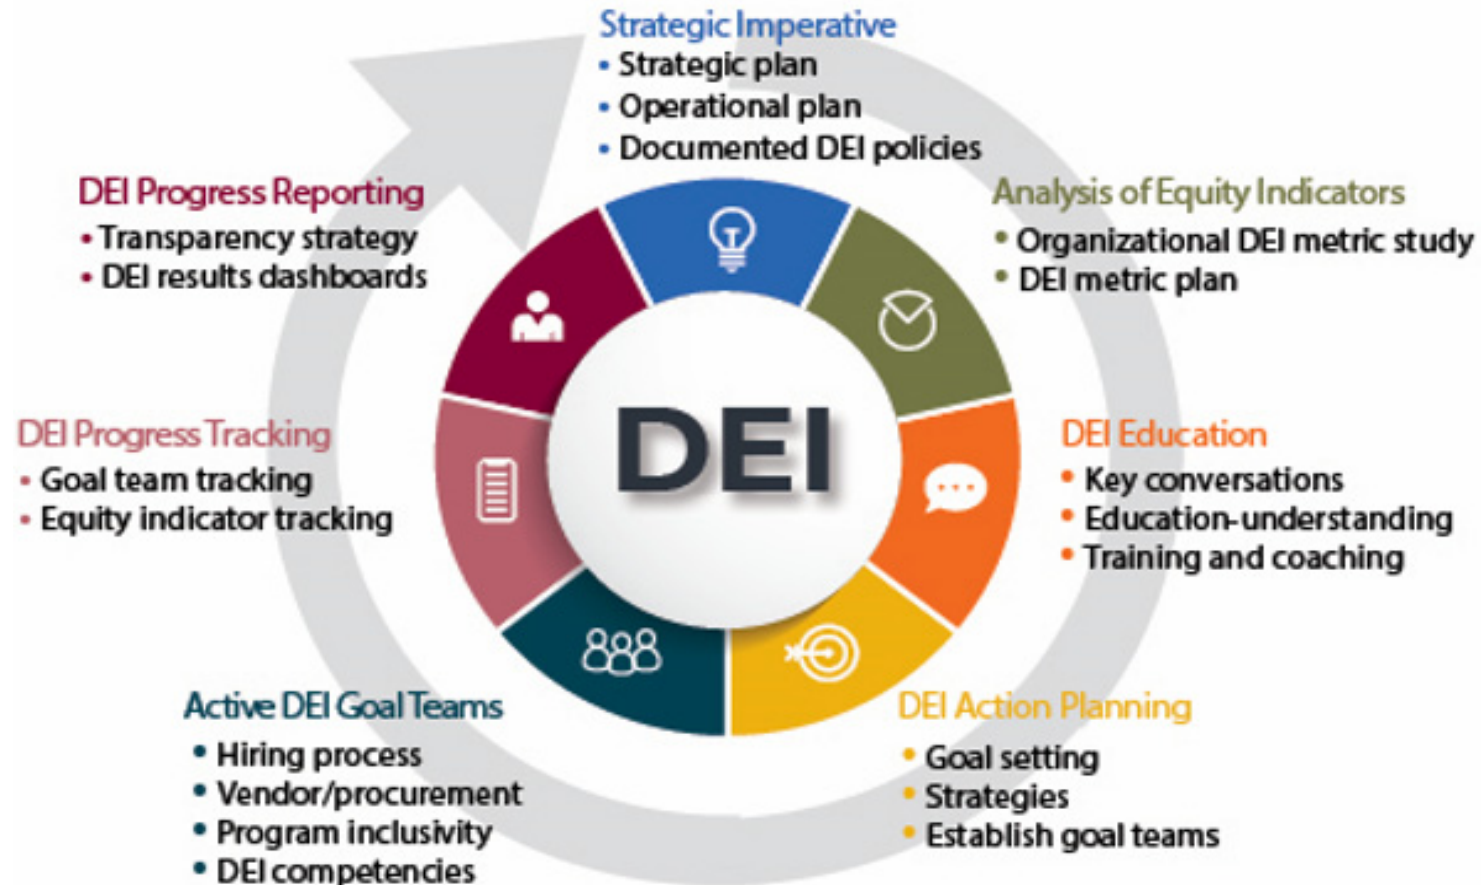 Strategic Imperative
• Strategic plan
• Operational plan
• Documented DEI policies
Analysis of Equity Indicators
• Organizational DEI metric study
• DEI metric plan
DEI Education
• Key conversations
• Education-understanding
• Training and coaching
DEI Action Planning
• Goal setting
• Strategies
• Establish goal teams
Active DEI Goal Teams
• Hiring process
• Vendor/procurement
• Program inclusivity
• DEI competencies
DEI Progress Tracking
• Goal team tracking
• Equity indicator tracking
DEI Progress Reporting
• Transparency strategy
• DEI results dashboards
DEI